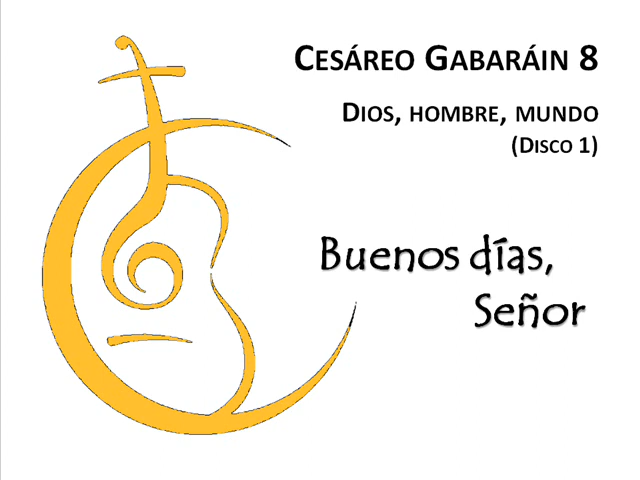 CESÁREO GABARÁIN 8
DIOS, HOMBRE, MUNDO
(DISCO 1)
Buenos días,
Señor